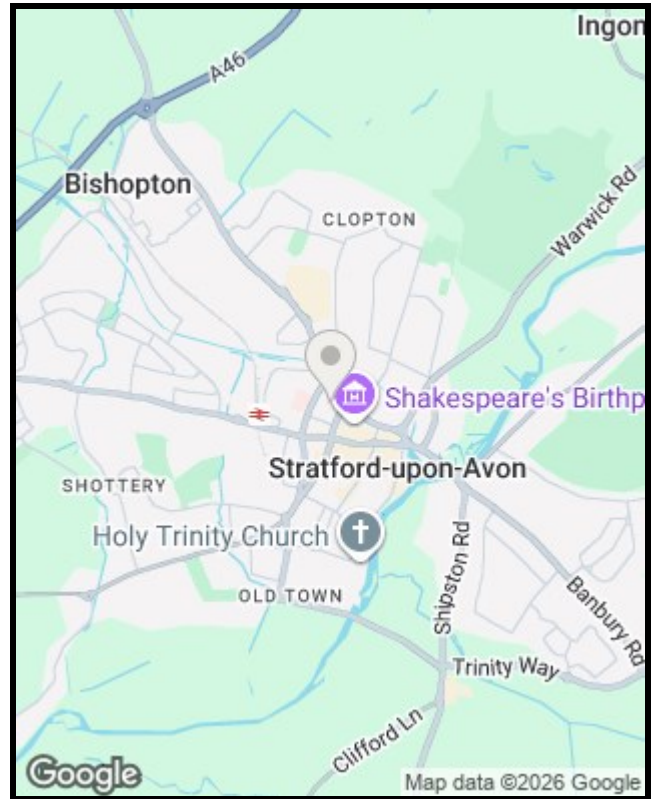 Ingon
A46
Bishopton
CLOPTON
Warwick Rd
Shakespeare's Birthp
Stratford-upon-Avon
SHOTTERY
Holy Trinity Church
Shipston Rd
OLD TOWN
Banbury Rd
Trinity Way
Clifford Ln
Google
Map data ©2026 Google